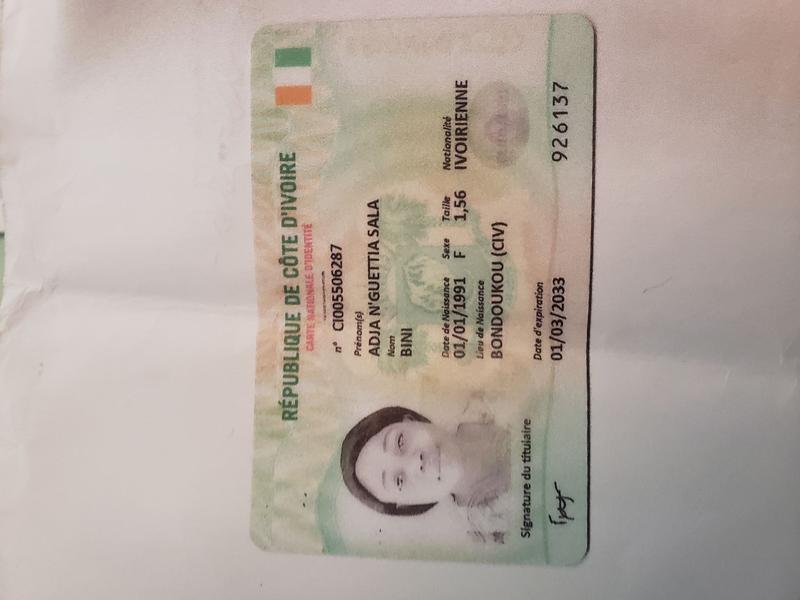 RÉPUBLIQUE DE CÔTE D'IVOIRE
CARTE NATIONALE D'IDENTITÉ
n° CI005506287
Prénom(s)
ADJA N'GUETTIA SALA
Nom
BINI
Date de Naissance Sexe Taille Nationalité
01/01/1991 F 1,56 IVOIRIENNE
Lieu de Naissance
BONDOUKOU (CIV)
Signature du titulaire
Date d'expiration
01/03/2033
926137